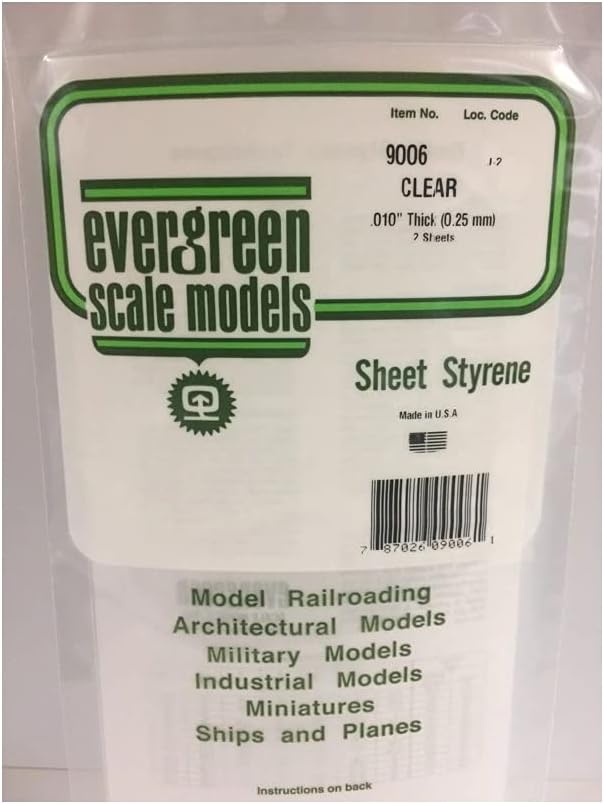 Item No. Loc. Code
9006 J-2
CLEAR
.010" Thick (0.25 mm)
2 Sheets
evergreen
scale models
Sheet Styrene
Made in U.S.A
7 87026 09006 1
Model Railroading
Architectural Models
Military Models
Industrial Models
Miniatures
Ships and Planes
Instructions on back